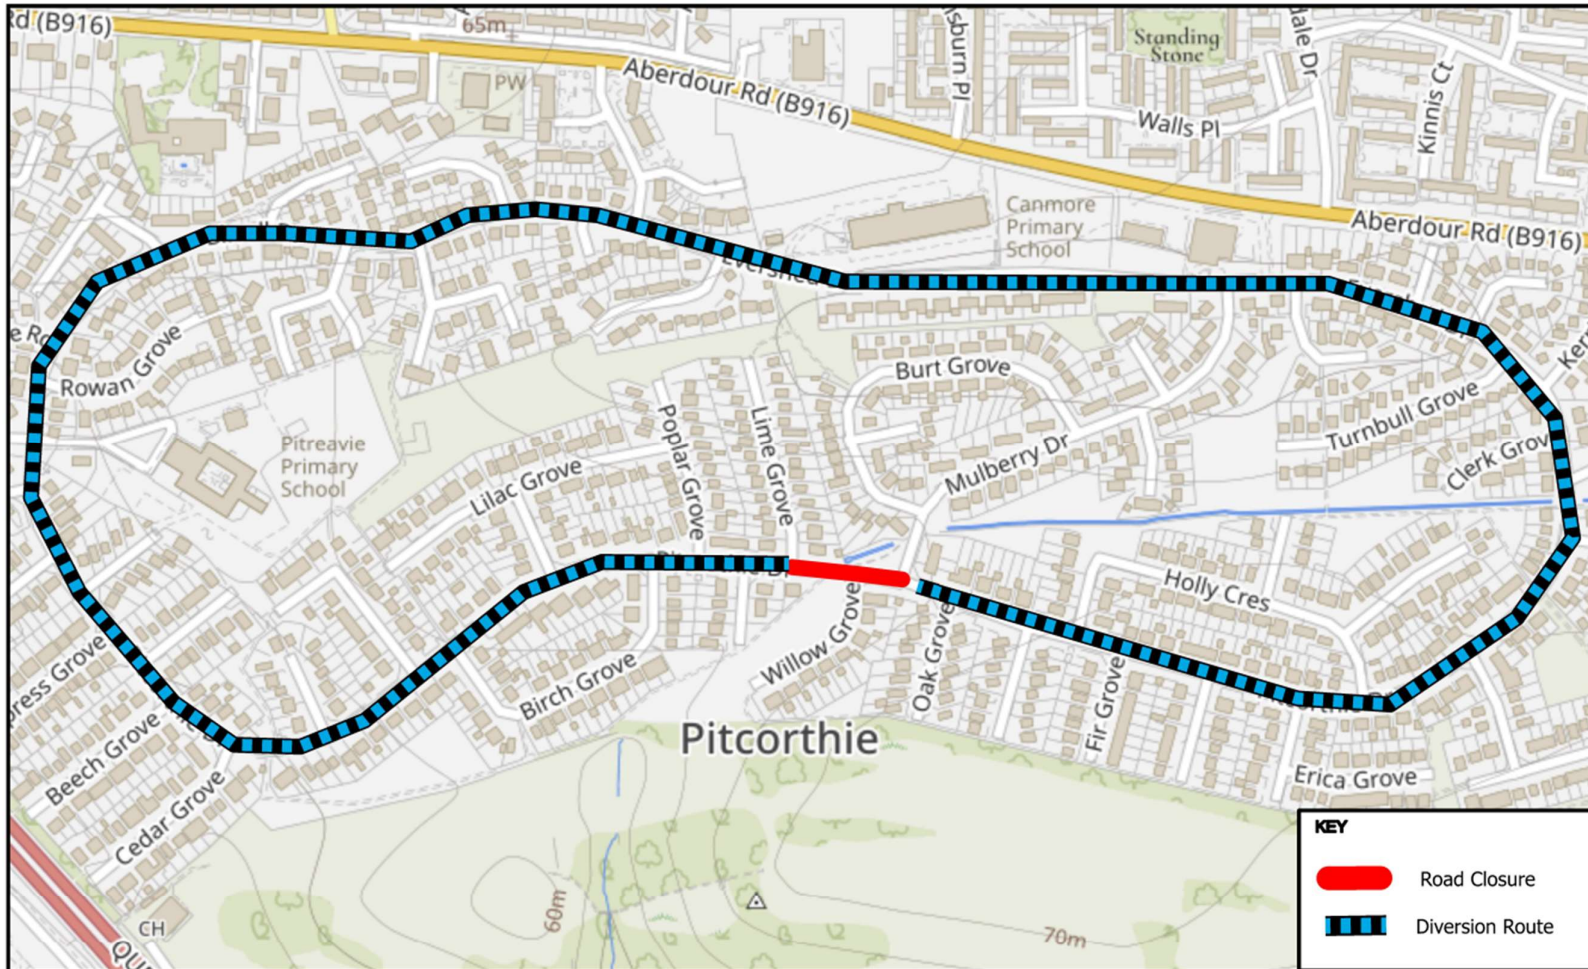 Rd (B916)
65m
Standing
Stone
PW
Aberdour Rd (B916)
Walls Pl
Kinnis Ct
Canmore
Primary
School
Aberdour Rd (B916)
Rowan Grove
Burt Grove
Turnbull Grove
Pitreavie
Primary
School
Poplar Grove
Lime Grove
Mulberry Dr
Lilac Grove
Holly Cres
Willow Grove
Oak Grove
Birch Grove
Fir Grove
Beech Grove
Pitcorthie
Erica Grove
Cedar Grove
60m
CH
70m
KEY
Road Closure
Diversion Route